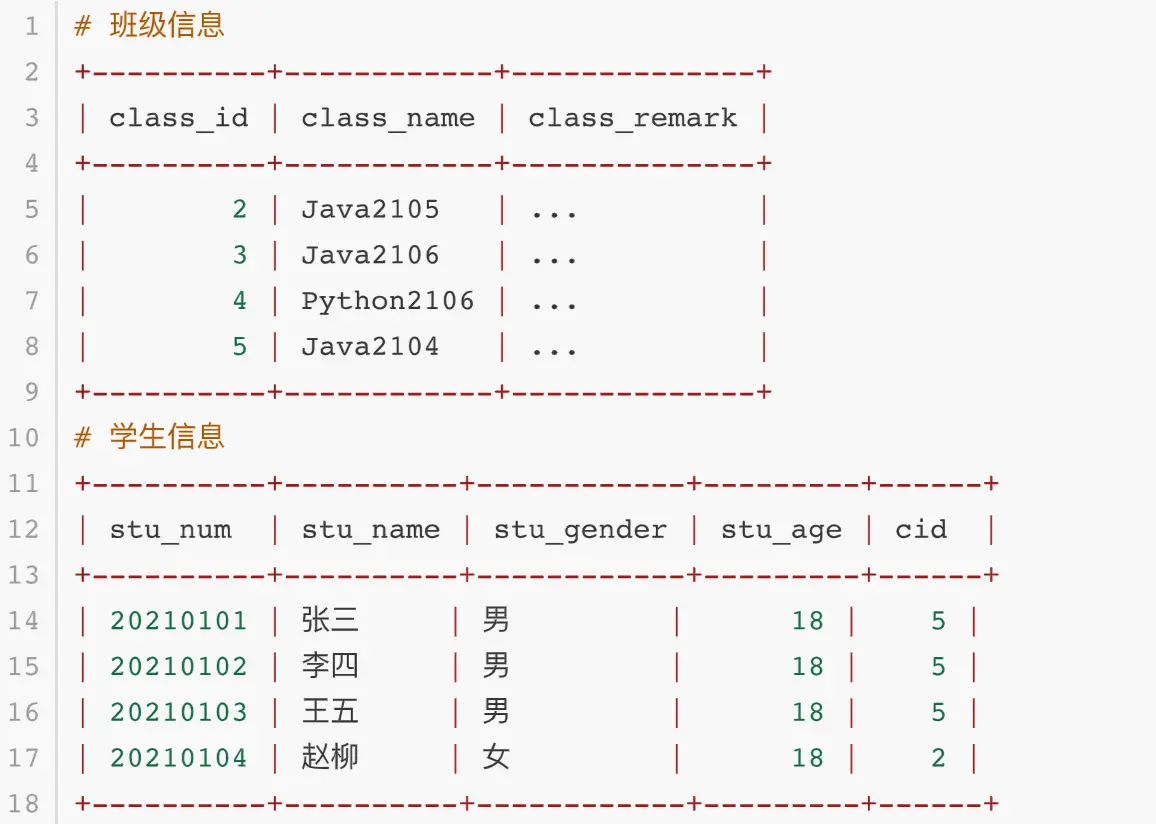 1 # 班级信息
2 +----------+------------+--------------+
3 | class_id | class_name | class_remark |
4 +----------+------------+--------------+
5 |        2 | Java2105   | ...          |
6 |        3 | Java2106   | ...          |
7 |        4 | Python2106 | ...          |
8 |        5 | Java2104   | ...          |
9 +----------+------------+--------------+
10 # 学生信息
11 +----------+----------+------------+---------+------+
12 | stu_num  | stu_name | stu_gender | stu_age | cid  |
13 +----------+----------+------------+---------+------+
14 | 20210101 | 张三     | 男         |      18 |    5 |
15 | 20210102 | 李四     | 男         |      18 |    5 |
16 | 20210103 | 王五     | 男         |      18 |    5 |
17 | 20210104 | 赵柳     | 女         |      18 |    2 |
18 +----------+----------+------------+---------+------+